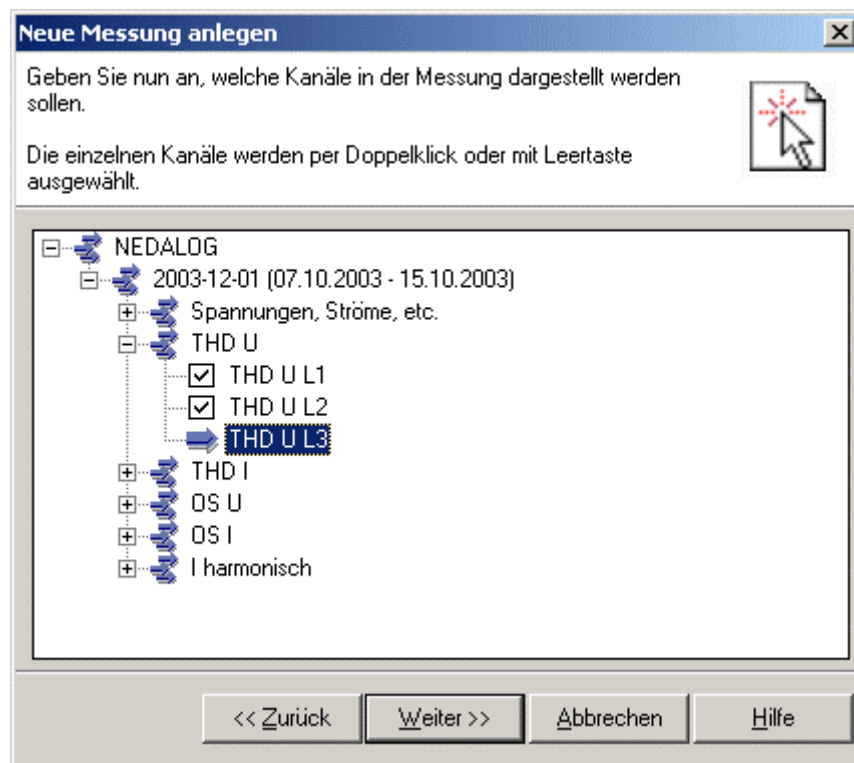 Neue Messung anlegen
Geben Sie nun an, welche Kanäle in der Messung dargestellt werden
sollen.
Die einzelnen Kanäle werden per Doppelklick oder mit Leertaste
ausgewählt.
NEDALOG
2003-12-01 (07.10.2003 - 15.10.2003)
Spannungen, Ströme, etc.
THD U
THD U L1
THD U L2
THD U L3
THD I
OS U
OS I
I harmonisch
<< Zurück Weiter >> Abbrechen Hilfe